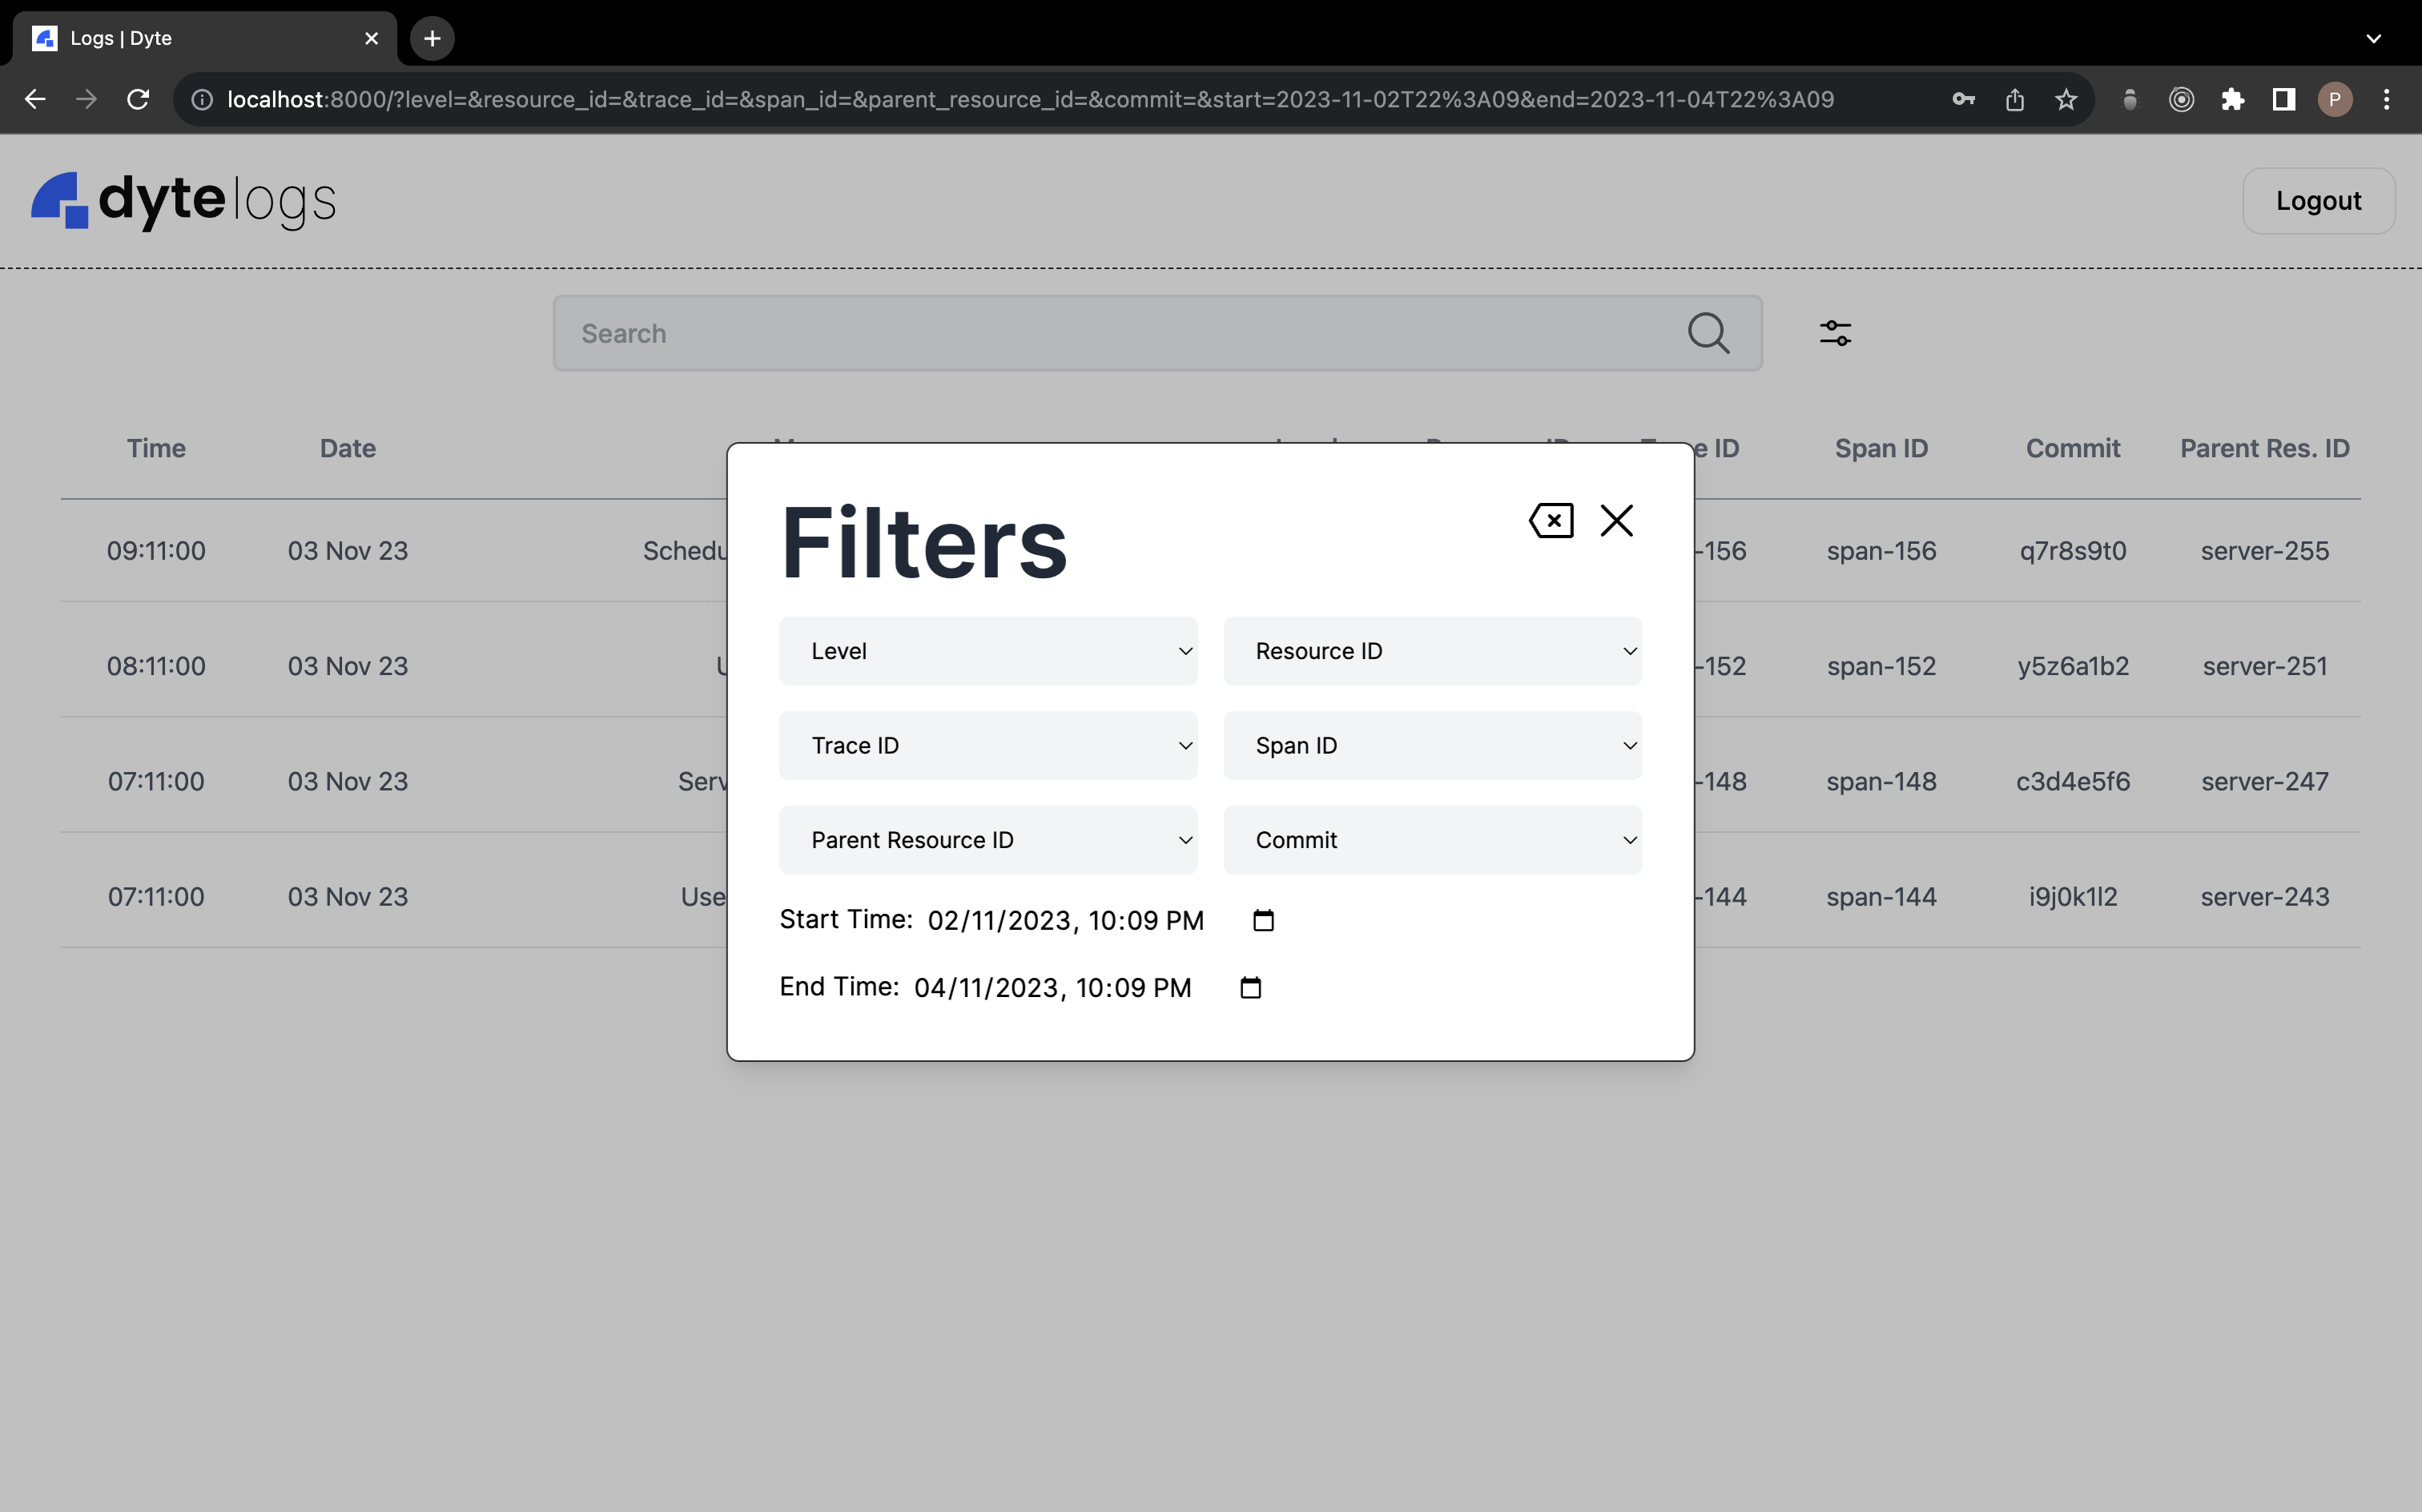 Logs | Dyte
localhost:8000/?level=&resource_id=&trace_id=&span_id=&parent_resource_id=&commit=&start=2023-11-02T22%3A09&end=2023-11-04T22%3A09
P
dyte logs
Logout
Search
Time Date ID Span ID Commit Parent Res. ID
Filters
09:11:00 03 Nov 23 -156 span-156 q7r8s9t0 server-255
Level Resource ID
08:11:00 03 Nov 23 -152 span-152 y5z6a1b2 server-251
Trace ID Span ID
07:11:00 03 Nov 23 -148 span-148 c3d4e5f6 server-247
Parent Resource ID Commit
07:11:00 03 Nov 23 -144 span-144 i9j0k1l2 server-243
Start Time: 02/11/2023, 10:09 PM
End Time: 04/11/2023, 10:09 PM